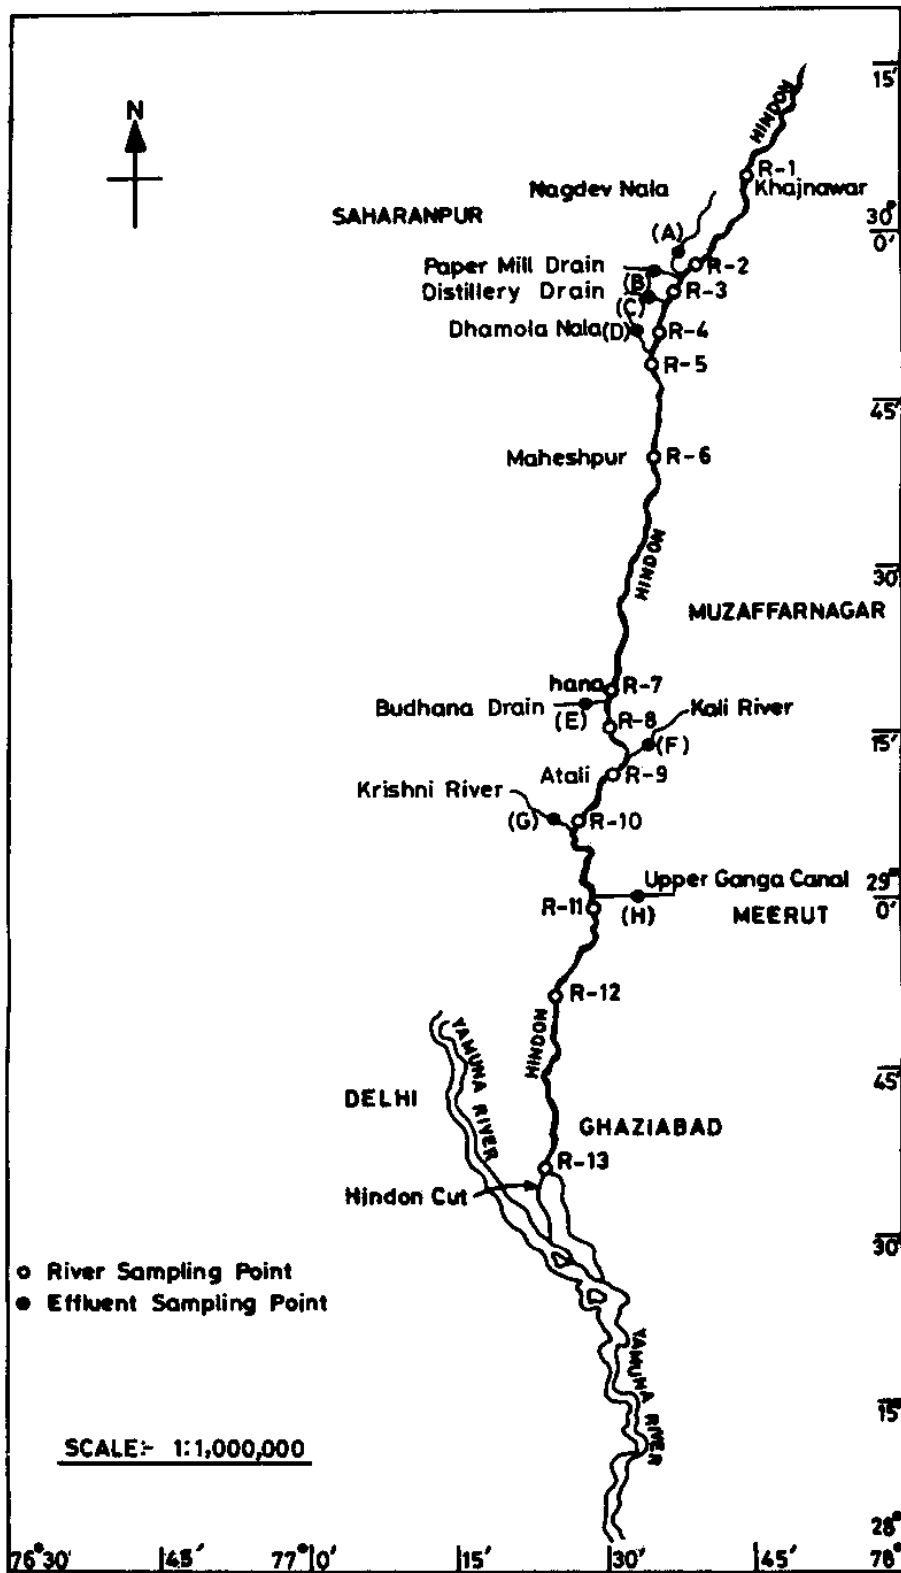 15'
HINDON
N
R-1
Khajnawar
Nagdev Nala
SAHARANPUR
30°
0'
(A)
R-2
Paper Mill Drain
(B)
Distillery Drain
R-3
(C)
Dhamola Nala
(D)
R-4
R-5
45'
Maheshpur
R-6
HINDON
30'
MUZAFFARNAGAR
hana
R-7
Budhana Drain
(E)
Kali River
R-8
(F)
15'
Atali
R-9
Krishni River
(G)
R-10
Upper Ganga Canal
29°
0'
R-11
(H)
MEERUT
R-12
HINDON
YAMUNA RIVER
45'
DELHI
GHAZIABAD
R-13
Hindon Cut
30'
River Sampling Point
Effluent Sampling Point
YAMUNA RIVER
15'
SCALE:- 1:1,000,000
28°
76°30' 45' 77°0' 15' 30' 45' 78°